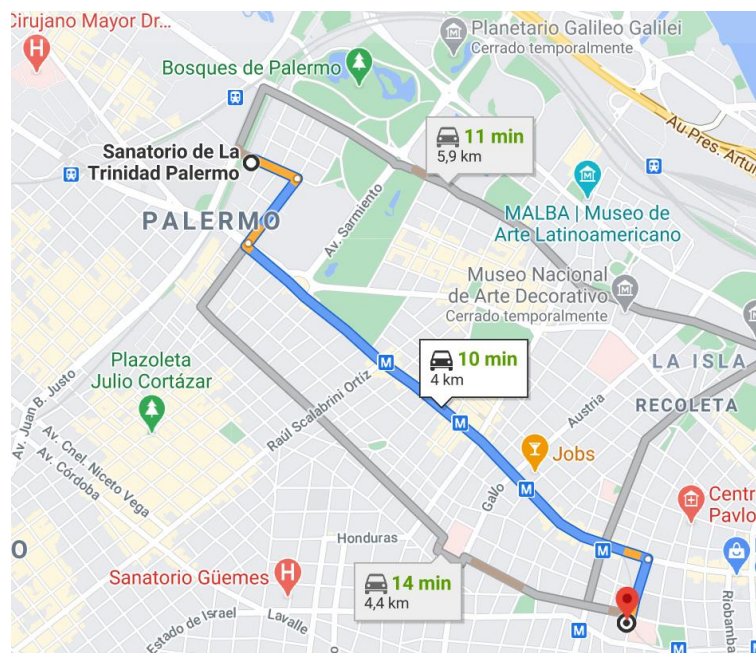 Cirujano Mayor Dr...
H
Planetario Galileo Galilei
Cerrado temporalmente
Bosques de Palermo
Au-Pres. Artu
11 min
5,9 km
Sanatorio de La
Trinidad Palermo
MALBA | Museo de
Arte Latinoamericano
PALERMO
Av. Sarmiento
Museo Nacional
de Arte Decorativo
Cerrado temporalmente
10 min
4 km
Plazoleta
Julio Cortázar
LA ISLA
RECOLETA
Av. Juan B. Justo
M
Raúl Scalabrini Ortiz
Austria
M
Av. Cnel. Niceto Vega
Av. Córdoba
Jobs
Gallo
M
Centr
Pavlo
Honduras
O
M
Sanatorio Güemes
H
14 min
4,4 km
Riobamba
Estado de Israel
Lavalle
M
M